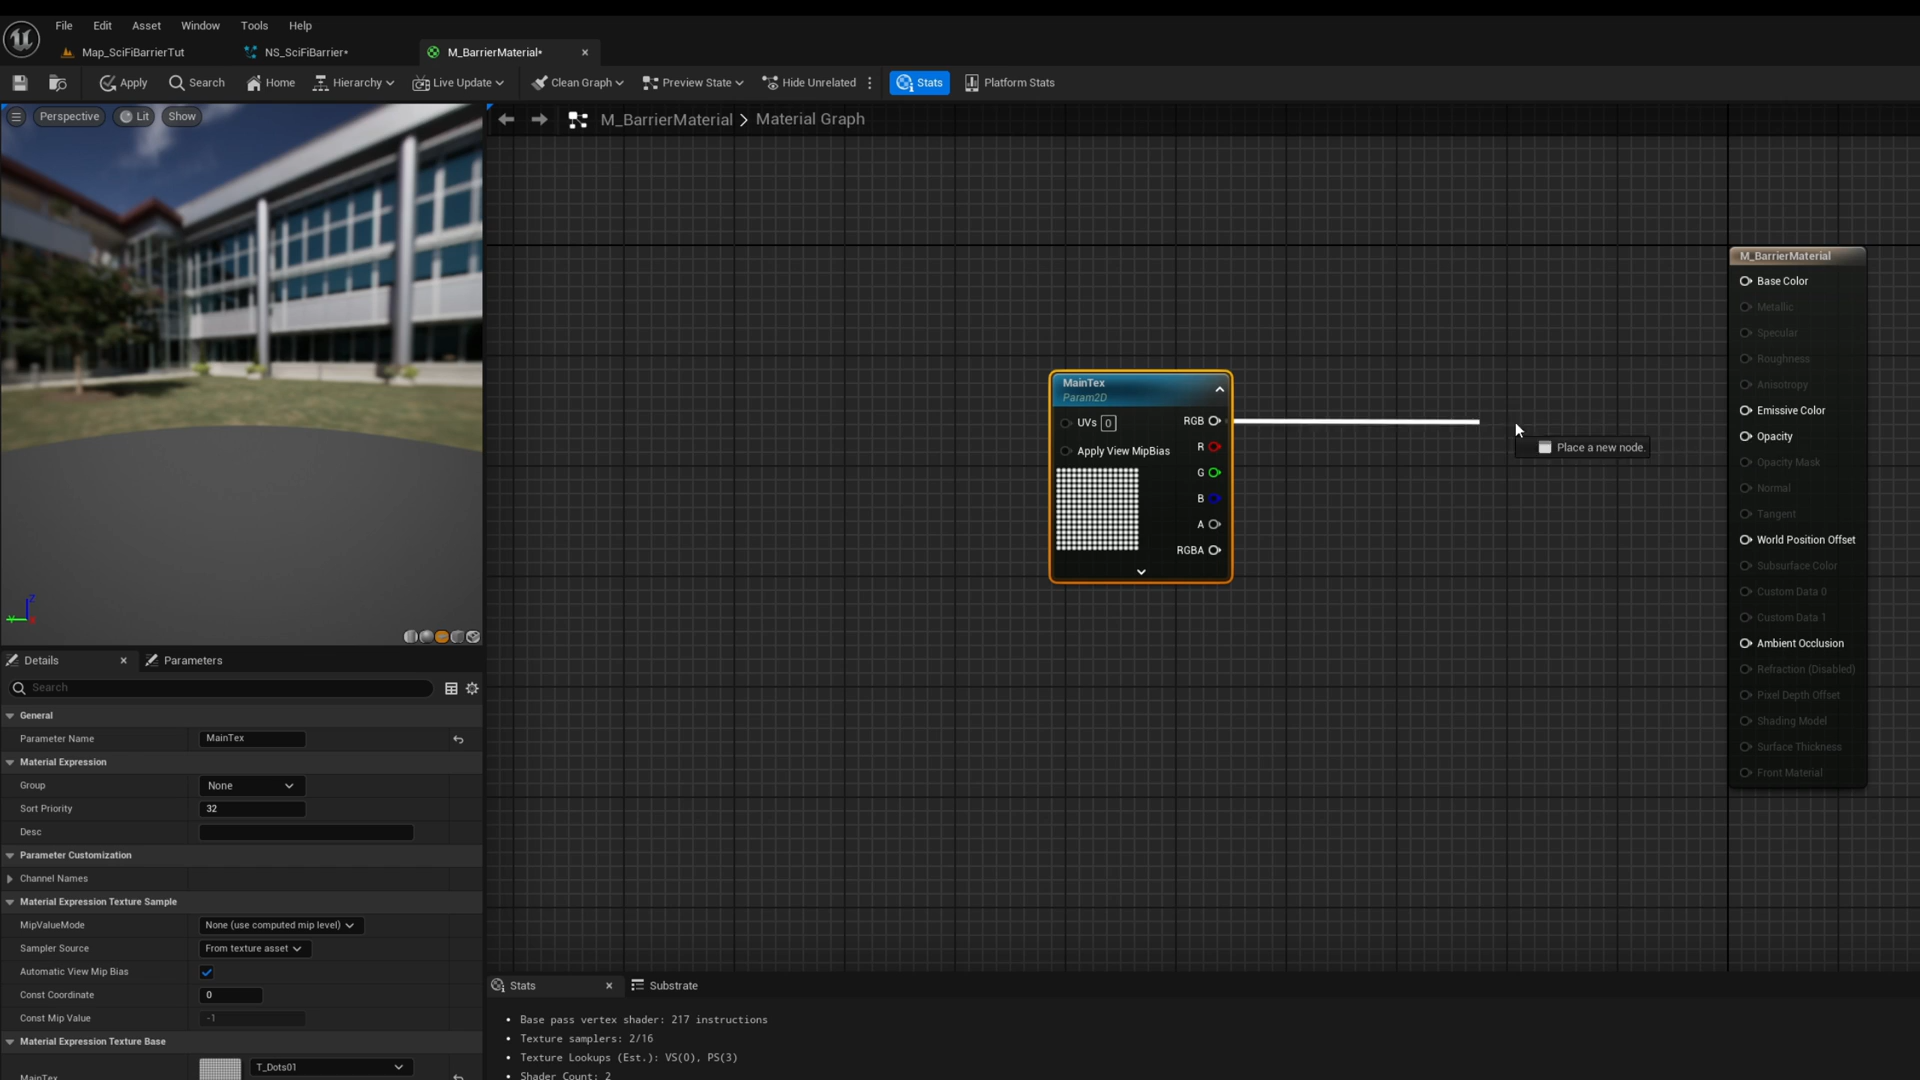 File Edit Asset Window Tools Help
Map_SciFiBarrierTut NS_SciFiBarrier• M_BarrierMaterial•
Apply Search Home Hierarchy Live Update Clean Graph Preview State Hide Unrelated Stats Platform Stats
Perspective Lit Show
M_BarrierMaterial > Material Graph
M_BarrierMaterial
Base Color
Metallic
Specular
Roughness
Anisotropy
Emissive Color
Opacity
Opacity Mask
Normal
Tangent
World Position Offset
Subsurface Color
Custom Data 0
Custom Data 1
Ambient Occlusion
Refraction (Disabled)
Pixel Depth Offset
Shading Model
Surface Thickness
Front Material
MainTex
Param2D
UVs 0 RGB
R
Apply View MipBias
G
B
A
RGBA
Place a new node.
Z
Y
X
Details Parameters
Search
General
Parameter Name MainTex
Material Expression
Group None
Sort Priority 32
Desc
Parameter Customization
Channel Names
Material Expression Texture Sample
MipValueMode None (use computed mip level)
Sampler Source From texture asset
Automatic View Mip Bias
Const Coordinate 0
Const Mip Value -1
Material Expression Texture Base
MainTex T_Dots01
Stats Substrate
• Base pass vertex shader: 217 instructions
• Texture samplers: 2/16
• Texture Lookups (Est.): VS(0), PS(3)
• Shader Count: 2